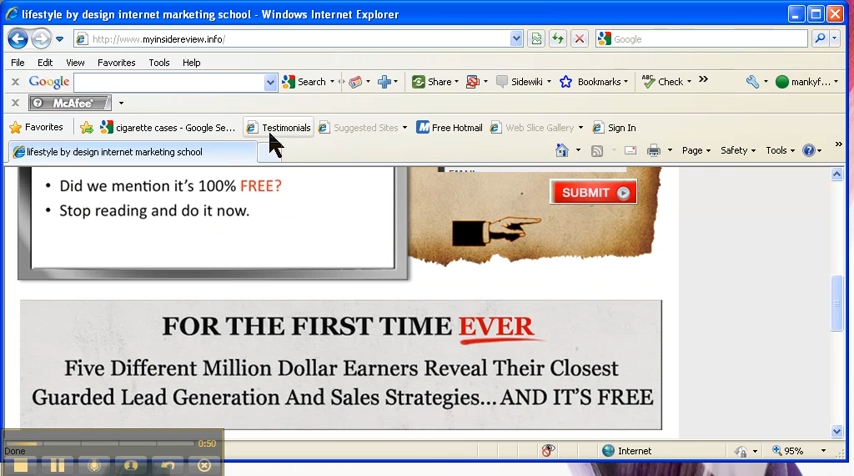 lifestyle by design internet marketing school - Windows Internet Explorer
http://www.myinsidereview.info/
Google
File Edit View Favorites Tools Help
Google Search Share Sidewiki Bookmarks Check mankyf...
McAfee
Favorites cigarette cases - Google Se... Testimonials Suggested Sites Free Hotmail Web Slice Gallery Sign In
lifestyle by design internet marketing school Page Safety Tools
• Did we mention it's 100% FREE?
• Stop reading and do it now.
SUBMIT
FOR THE FIRST TIME EVER
Five Different Million Dollar Earners Reveal Their Closest
Guarded Lead Generation And Sales Strategies... AND IT'S FREE
0:50
Done Internet 95%